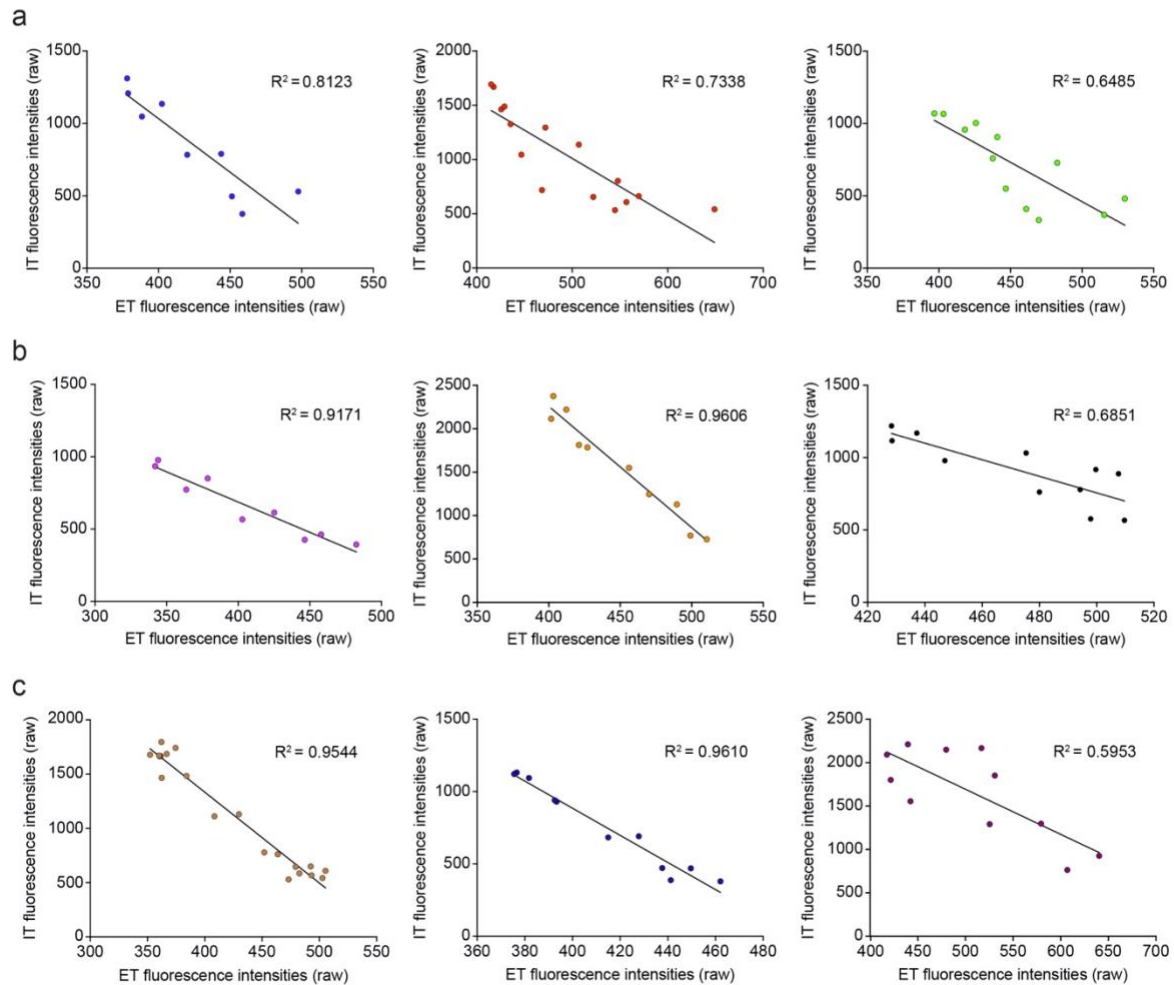 a
IT fluorescence intensities (raw)
1500
1000
500
0
R² = 0.8123
350 400 450 500 550
ET fluorescence intensities (raw)
IT fluorescence intensities (raw)
2000
1500
1000
500
0
R² = 0.7338
400 500 600 700
ET fluorescence intensities (raw)
IT fluorescence intensities (raw)
1500
1000
500
0
R² = 0.6485
350 400 450 500 550
ET fluorescence intensities (raw)
b
IT fluorescence intensities (raw)
1500
1000
500
0
R² = 0.9171
300 350 400 450 500
ET fluorescence intensities (raw)
IT fluorescence intensities (raw)
2500
2000
1500
1000
500
0
R² = 0.9606
350 400 450 500 550
ET fluorescence intensities (raw)
IT fluorescence intensities (raw)
1500
1000
500
0
R² = 0.6851
420 440 460 480 500 520
ET fluorescence intensities (raw)
c
IT fluorescence intensities (raw)
2000
1500
1000
500
0
R² = 0.9544
300 350 400 450 500 550
ET fluorescence intensities (raw)
IT fluorescence intensities (raw)
1500
1000
500
0
R² = 0.9610
360 380 400 420 440 460 480
ET fluorescence intensities (raw)
IT fluorescence intensities (raw)
2500
2000
1500
1000
500
0
R² = 0.5953
400 450 500 550 600 650 700
ET fluorescence intensities (raw)